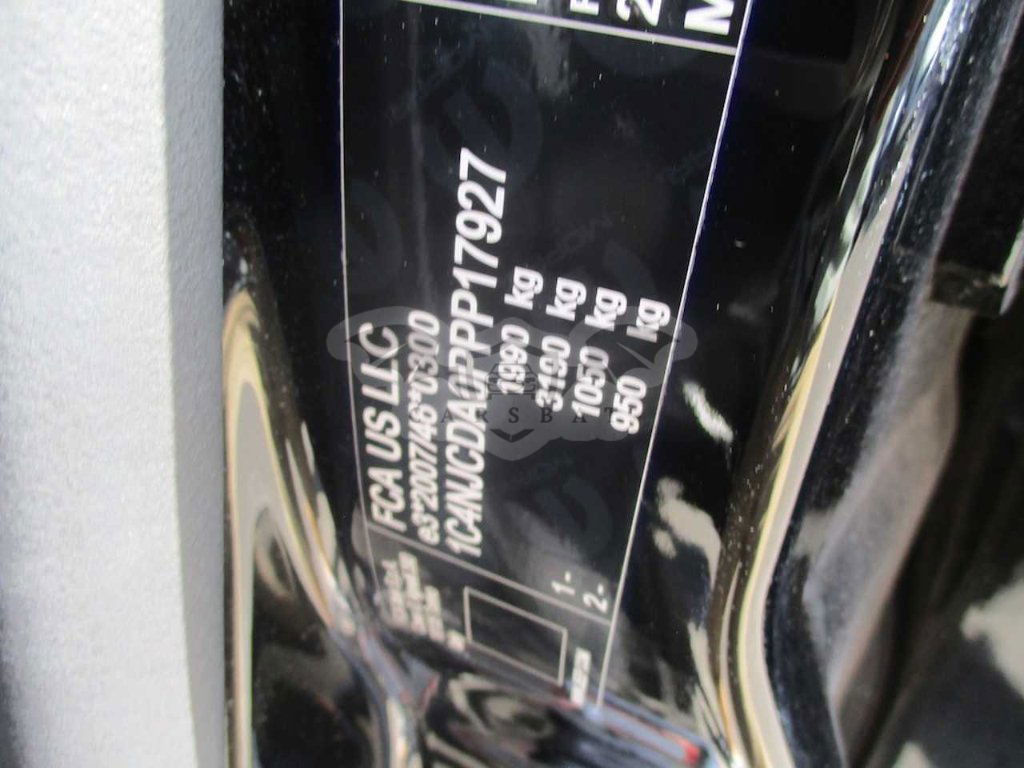 FCA US LLC
e3*2007/46*0300
1C4NJCDA0PPP17927
1990 kg
3190 kg
1050 kg
950 kg
1-
2-